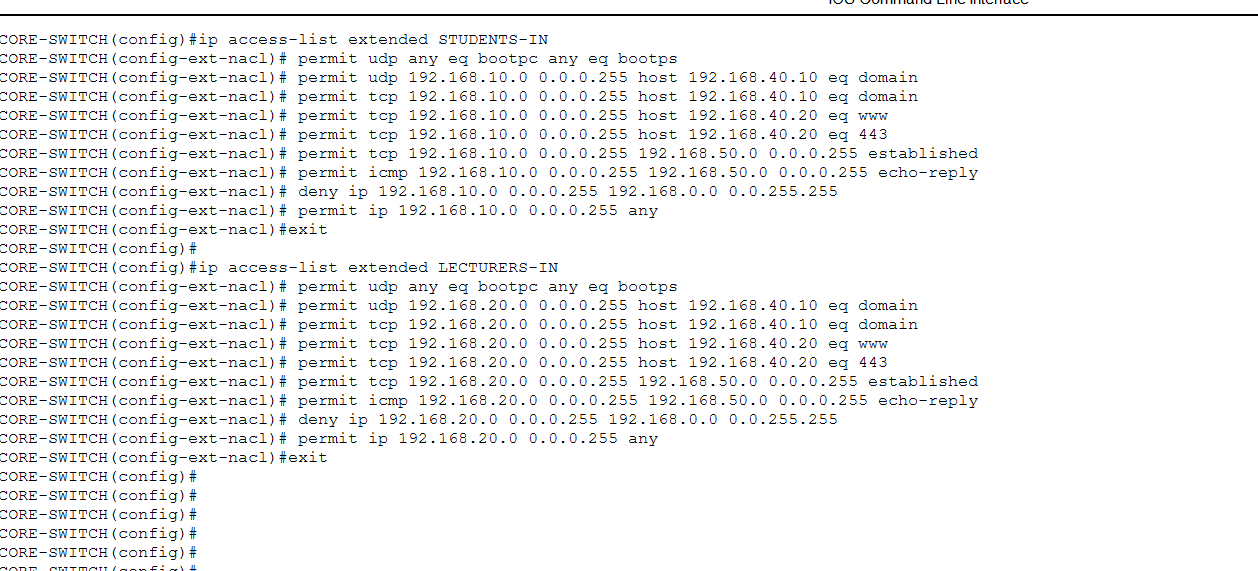 IOS Command Line Interface
CORE-SWITCH(config)#ip access-list extended STUDENTS-IN
CORE-SWITCH(config-ext-nacl)# permit udp any eq bootpc any eq bootps
CORE-SWITCH(config-ext-nacl)# permit udp 192.168.10.0 0.0.0.255 host 192.168.40.10 eq domain
CORE-SWITCH(config-ext-nacl)# permit tcp 192.168.10.0 0.0.0.255 host 192.168.40.10 eq domain
CORE-SWITCH(config-ext-nacl)# permit tcp 192.168.10.0 0.0.0.255 host 192.168.40.20 eq www
CORE-SWITCH(config-ext-nacl)# permit tcp 192.168.10.0 0.0.0.255 host 192.168.40.20 eq 443
CORE-SWITCH(config-ext-nacl)# permit tcp 192.168.10.0 0.0.0.255 192.168.50.0 0.0.0.255 established
CORE-SWITCH(config-ext-nacl)# permit icmp 192.168.10.0 0.0.0.255 192.168.50.0 0.0.0.255 echo-reply
CORE-SWITCH(config-ext-nacl)# deny ip 192.168.10.0 0.0.0.255 192.168.0.0 0.0.255.255
CORE-SWITCH(config-ext-nacl)# permit ip 192.168.10.0 0.0.0.255 any
CORE-SWITCH(config-ext-nacl)#exit
CORE-SWITCH(config)#
CORE-SWITCH(config)#ip access-list extended LECTURERS-IN
CORE-SWITCH(config-ext-nacl)# permit udp any eq bootpc any eq bootps
CORE-SWITCH(config-ext-nacl)# permit udp 192.168.20.0 0.0.0.255 host 192.168.40.10 eq domain
CORE-SWITCH(config-ext-nacl)# permit tcp 192.168.20.0 0.0.0.255 host 192.168.40.10 eq domain
CORE-SWITCH(config-ext-nacl)# permit tcp 192.168.20.0 0.0.0.255 host 192.168.40.20 eq www
CORE-SWITCH(config-ext-nacl)# permit tcp 192.168.20.0 0.0.0.255 host 192.168.40.20 eq 443
CORE-SWITCH(config-ext-nacl)# permit tcp 192.168.20.0 0.0.0.255 192.168.50.0 0.0.0.255 established
CORE-SWITCH(config-ext-nacl)# permit icmp 192.168.20.0 0.0.0.255 192.168.50.0 0.0.0.255 echo-reply
CORE-SWITCH(config-ext-nacl)# deny ip 192.168.20.0 0.0.0.255 192.168.0.0 0.0.255.255
CORE-SWITCH(config-ext-nacl)# permit ip 192.168.20.0 0.0.0.255 any
CORE-SWITCH(config-ext-nacl)#exit
CORE-SWITCH(config)#
CORE-SWITCH(config)#
CORE-SWITCH(config)#
CORE-SWITCH(config)#
CORE-SWITCH(config)#
CORE-SWITCH(config)#